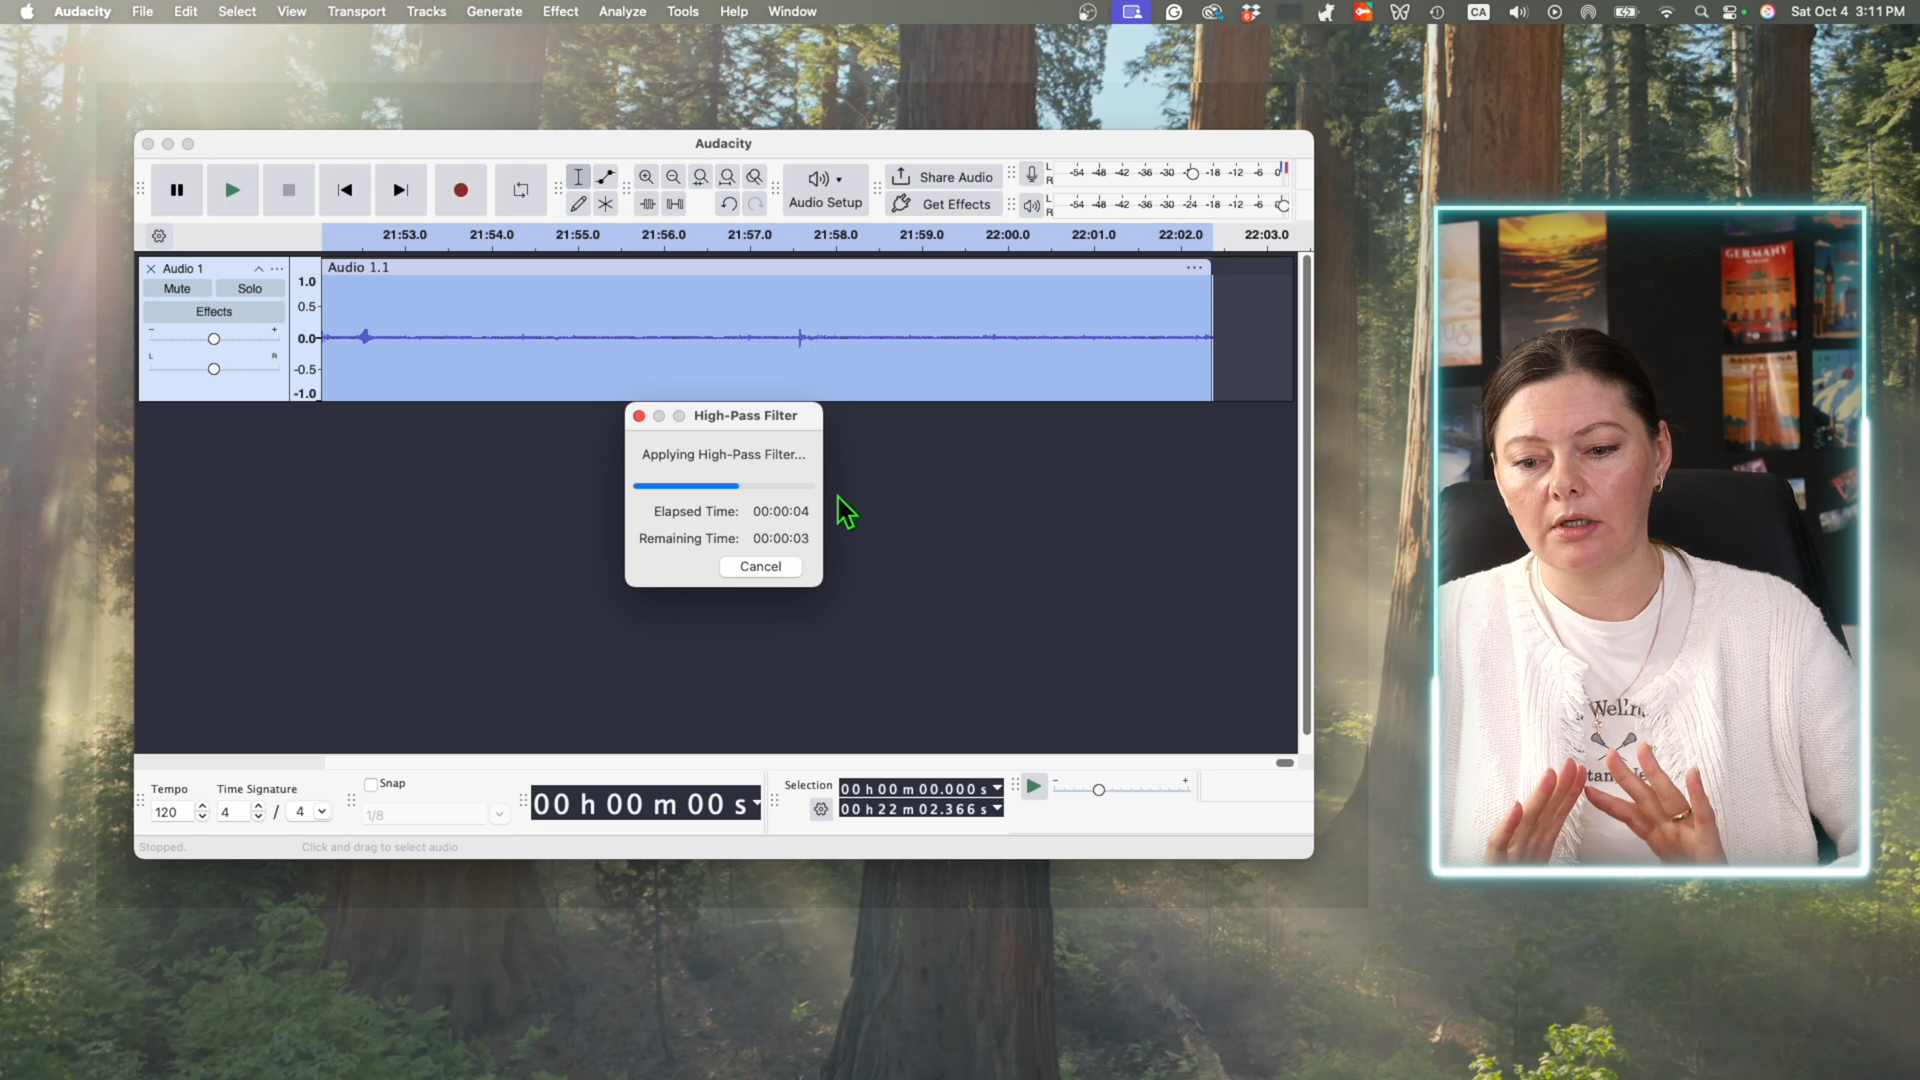 Audacity File Edit Select View Transport Tracks Generate Effect Analyze Tools Help Window
CA Sat Oct 4 3:11 PM
Audacity
Audio Setup
Share Audio
Get Effects
L
R
-54 -48 -42 -36 -30 -24 -18 -12 -6 0
L
R
-54 -48 -42 -36 -30 -24 -18 -12 -6 0
21:53.0 21:54.0 21:55.0 21:56.0 21:57.0 21:58.0 21:59.0 22:00.0 22:01.0 22:02.0 22:03.0
Audio 1
Mute Solo
Effects
- +
L R
1.0
0.5
0.0
-0.5
-1.0
Audio 1.1
High-Pass Filter
Applying High-Pass Filter...
Elapsed Time: 00:00:04
Remaining Time: 00:00:03
Cancel
Tempo
120
Time Signature
4 / 4
Snap
1/8
00 h 00 m 00 s
Selection
00 h 00 m 00.000 s
00 h 22 m 02.366 s
- +
Stopped.
Click and drag to select audio
GERMANY
BARCELONA